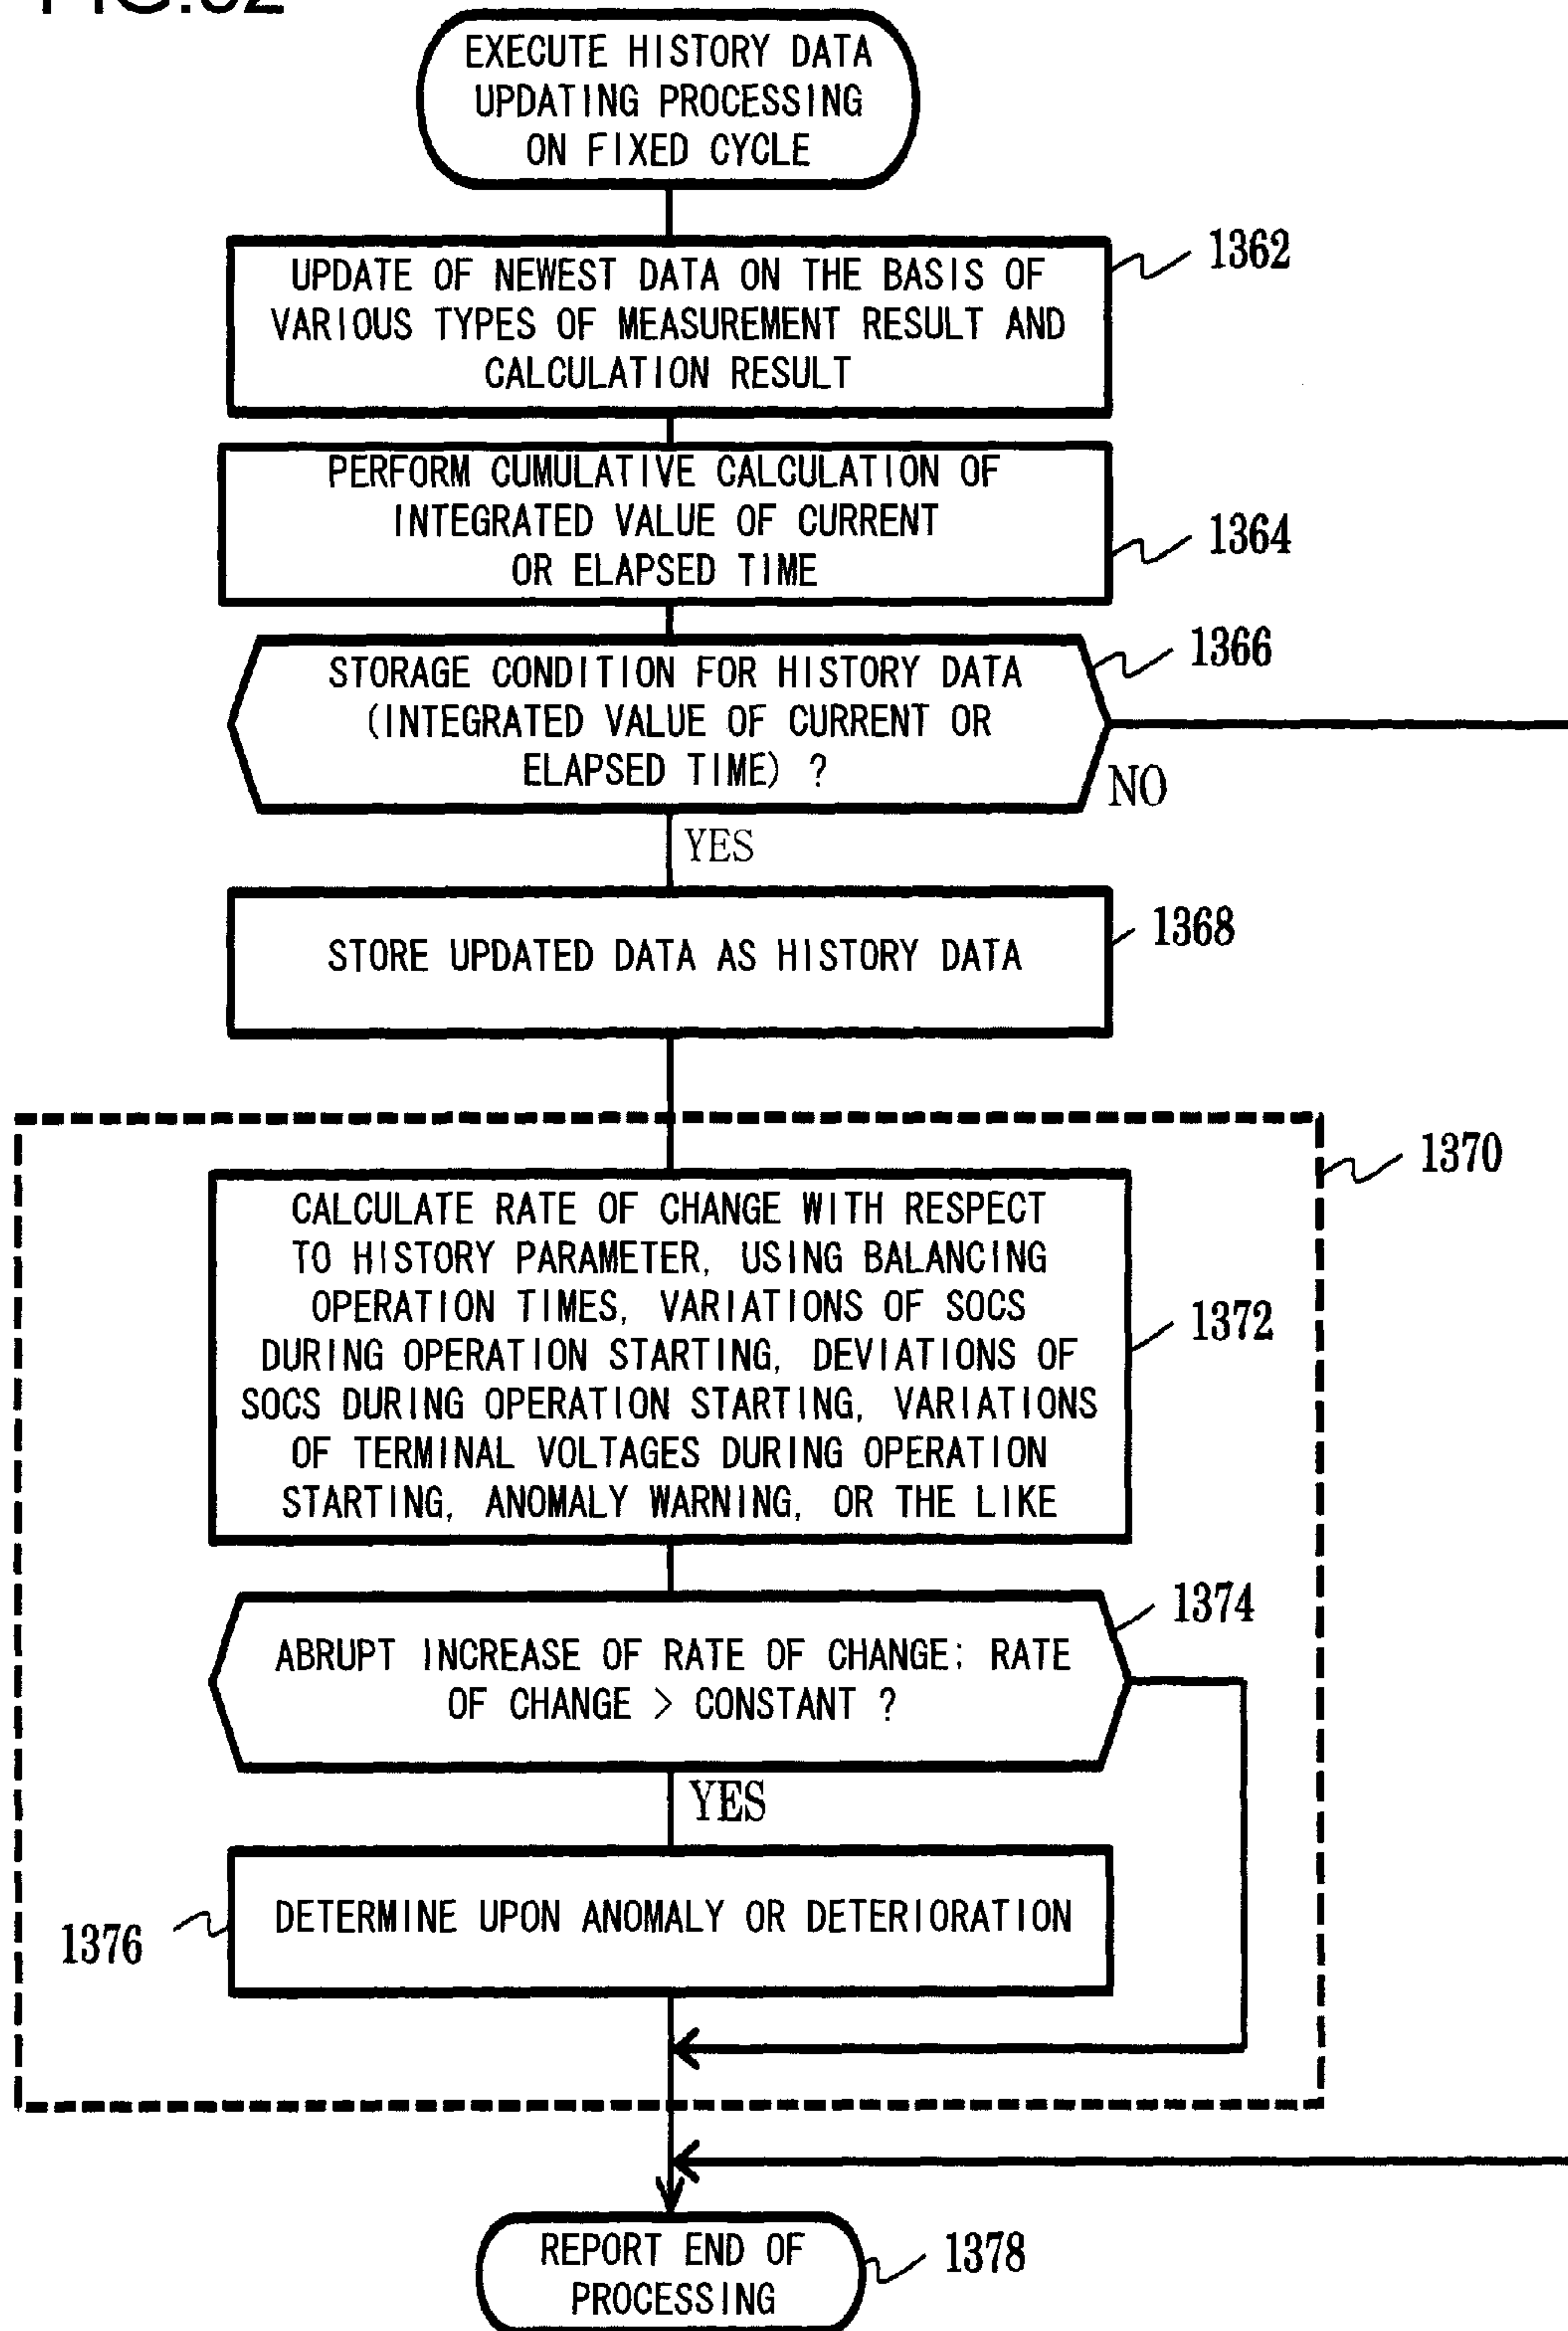 FIG.32
EXECUTE HISTORY DATA
UPDATING PROCESSING
ON FIXED CYCLE
1362
UPDATE OF NEWEST DATA ON THE BASIS OF
VARIOUS TYPES OF MEASUREMENT RESULT AND
CALCULATION RESULT
PERFORM CUMULATIVE CALCULATION OF
INTEGRATED VALUE OF CURRENT
OR ELAPSED TIME
1364
1366
STORAGE CONDITION FOR HISTORY DATA
(INTEGRATED VALUE OF CURRENT OR
ELAPSED TIME) ?
NO
YES
1368
STORE UPDATED DATA AS HISTORY DATA
1370
CALCULATE RATE OF CHANGE WITH RESPECT
TO HISTORY PARAMETER, USING BALANCING
OPERATION TIMES, VARIATIONS OF SOCS
DURING OPERATION STARTING, DEVIATIONS OF
SOCS DURING OPERATION STARTING, VARIATIONS
OF TERMINAL VOLTAGES DURING OPERATION
STARTING, ANOMALY WARNING, OR THE LIKE
1372
1374
ABRUPT INCREASE OF RATE OF CHANGE; RATE
OF CHANGE > CONSTANT ?
YES
DETERMINE UPON ANOMALY OR DETERIORATION
1376
REPORT END OF
PROCESSING
1378